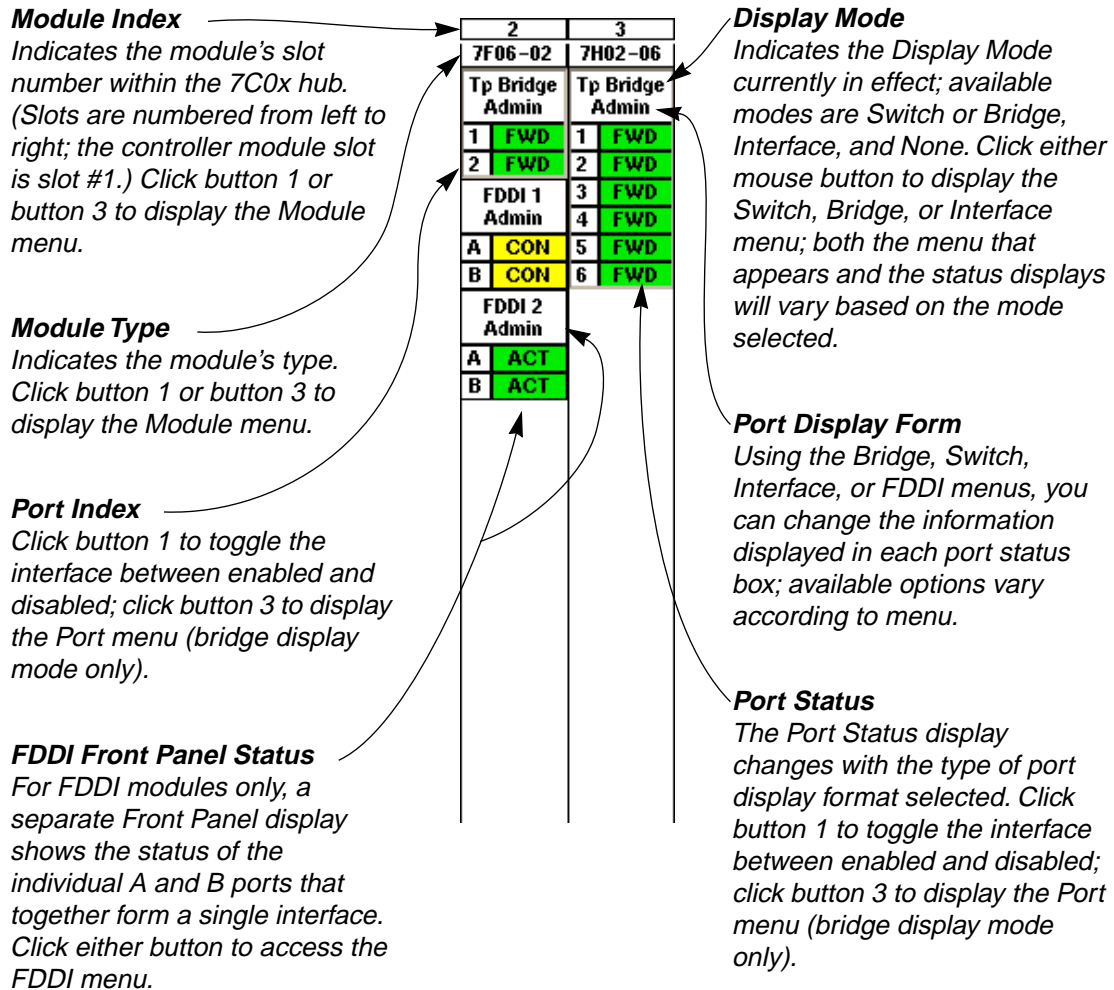 Module Index
Indicates the module's slot
number within the 7C0x hub.
(Slots are numbered from left to
right; the controller module slot
is slot #1.) Click button 1 or
button 3 to display the Module
menu.
Module Type
Indicates the module's type.
Click button 1 or button 3 to
display the Module menu.
Port Index
Click button 1 to toggle the
interface between enabled and
disabled; click button 3 to display
the Port menu (bridge display
mode only).
FDDI Front Panel Status
For FDDI modules only, a
separate Front Panel display
shows the status of the
individual A and B ports that
together form a single interface.
Click either button to access the
FDDI menu.
2
7F06-02
Tp Bridge
Admin
1 FWD
2 FWD
FDDI 1
Admin
A CON
B CON
FDDI 2
Admin
A ACT
B ACT
3
7H02-06
Tp Bridge
Admin
1 FWD
2 FWD
3 FWD
4 FWD
5 FWD
6 FWD
Display Mode
Indicates the Display Mode
currently in effect; available
modes are Switch or Bridge,
Interface, and None. Click either
mouse button to display the
Switch, Bridge, or Interface
menu; both the menu that
appears and the status displays
will vary based on the mode
selected.
Port Display Form
Using the Bridge, Switch,
Interface, or FDDI menus, you
can change the information
displayed in each port status
box; available options vary
according to menu.
Port Status
The Port Status display
changes with the type of port
display format selected. Click
button 1 to toggle the interface
between enabled and disabled;
click button 3 to display the Port
menu (bridge display mode
only).